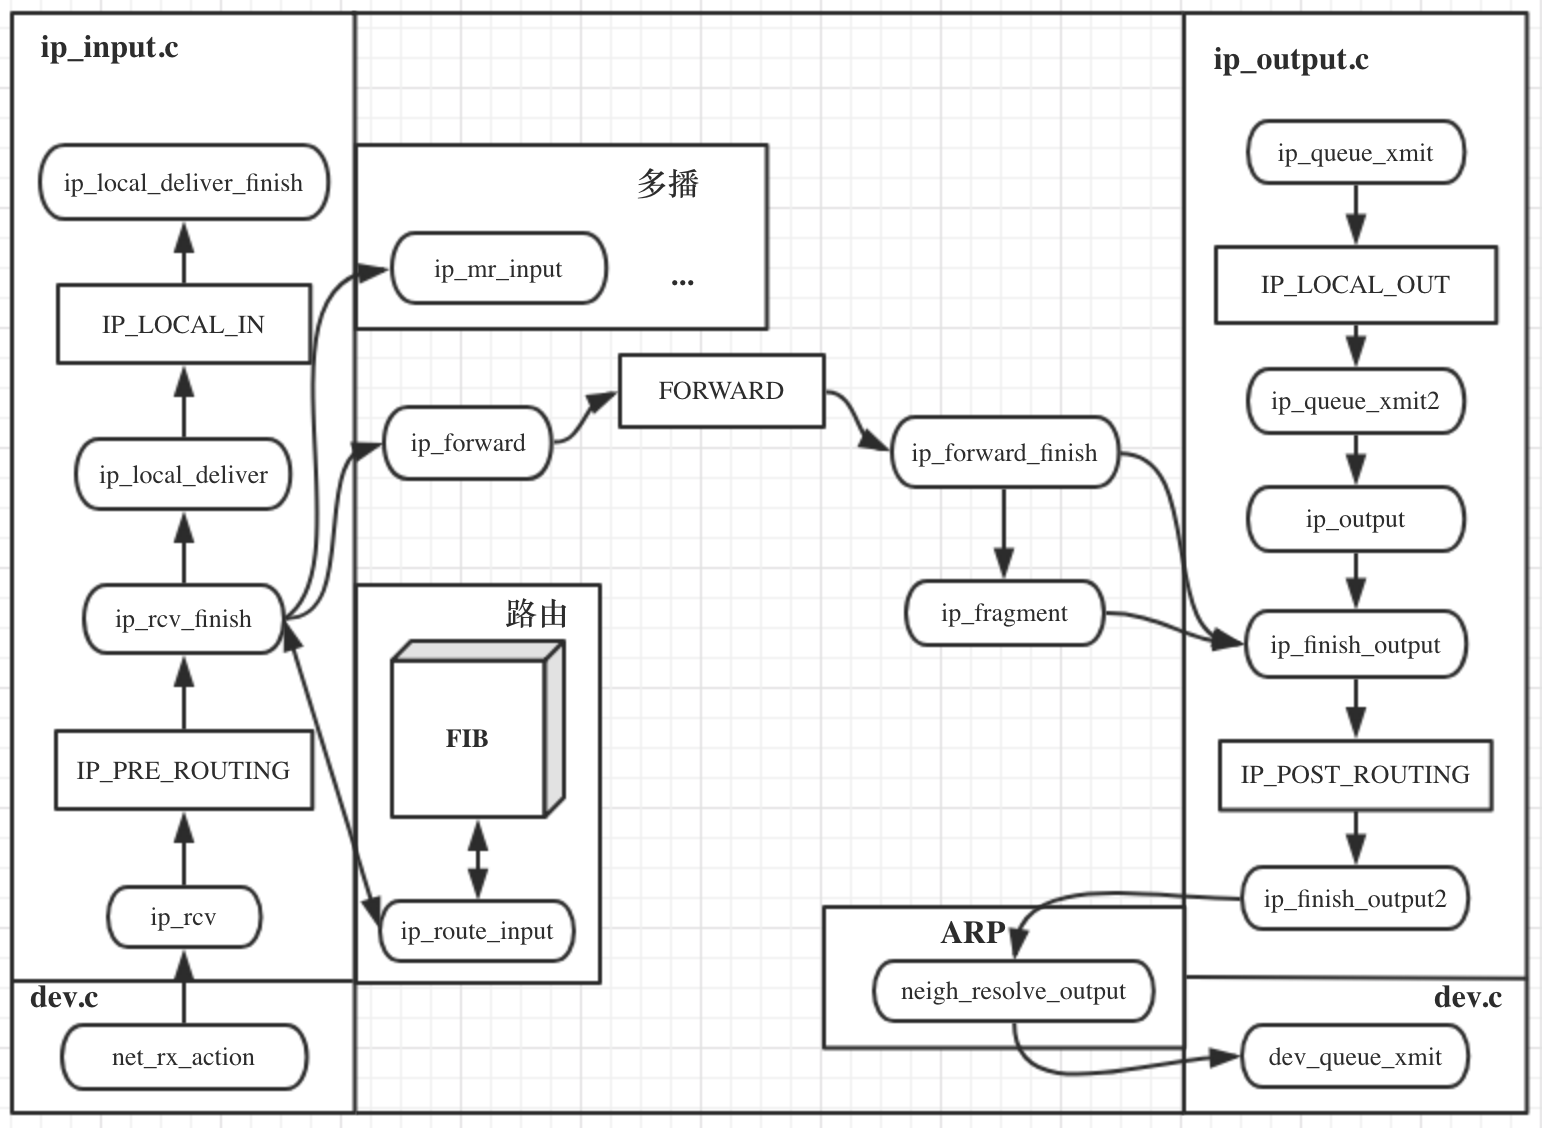 ip_input.c
ip_local_deliver_finish
IP_LOCAL_IN
ip_local_deliver
ip_rcv_finish
IP_PRE_ROUTING
ip_rcv
dev.c
net_rx_action
多播
ip_mr_input
...
ip_forward
FORWARD
ip_forward_finish
ip_fragment
路由
FIB
ip_route_input
ARP
neigh_resolve_output
ip_output.c
ip_queue_xmit
IP_LOCAL_OUT
ip_queue_xmit2
ip_output
ip_finish_output
IP_POST_ROUTING
ip_finish_output2
dev.c
dev_queue_xmit